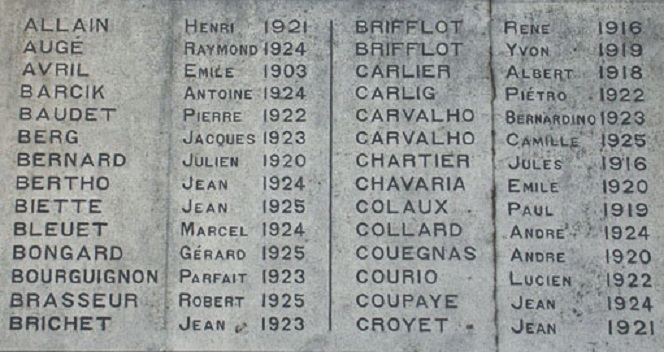 ALLAIN HENRI 1921
AUGÉ RAYMOND 1924
AVRIL EMILE 1903
BARCIK ANTOINE 1924
BAUDET PIERRE 1922
BERG JACQUES 1923
BERNARD JULIEN 1920
BERTHO JEAN 1924
BIETTE JEAN 1925
BLEUET MARCEL 1924
BONGARD GÉRARD 1925
BOURGUIGNON PARFAIT 1923
BRASSEUR ROBERT 1925
BRICHET JEAN 1923
BRIFFLOT RENÉ 1916
BRIFFLOT YVON 1919
CARLIER ALBERT 1918
CARLIG PIÉTRO 1922
CARVALHO BERNARDINO 1923
CARVALHO CAMILLE 1925
CHARTIER JULES 1916
CHAVARIA EMILE 1920
COLAUX PAUL 1919
COLLARD ANDRÉ 1924
COUEGNAS ANDRÉ 1920
COURIO LUCIEN 1922
COUPAYE JEAN 1924
CROYET JEAN 1921